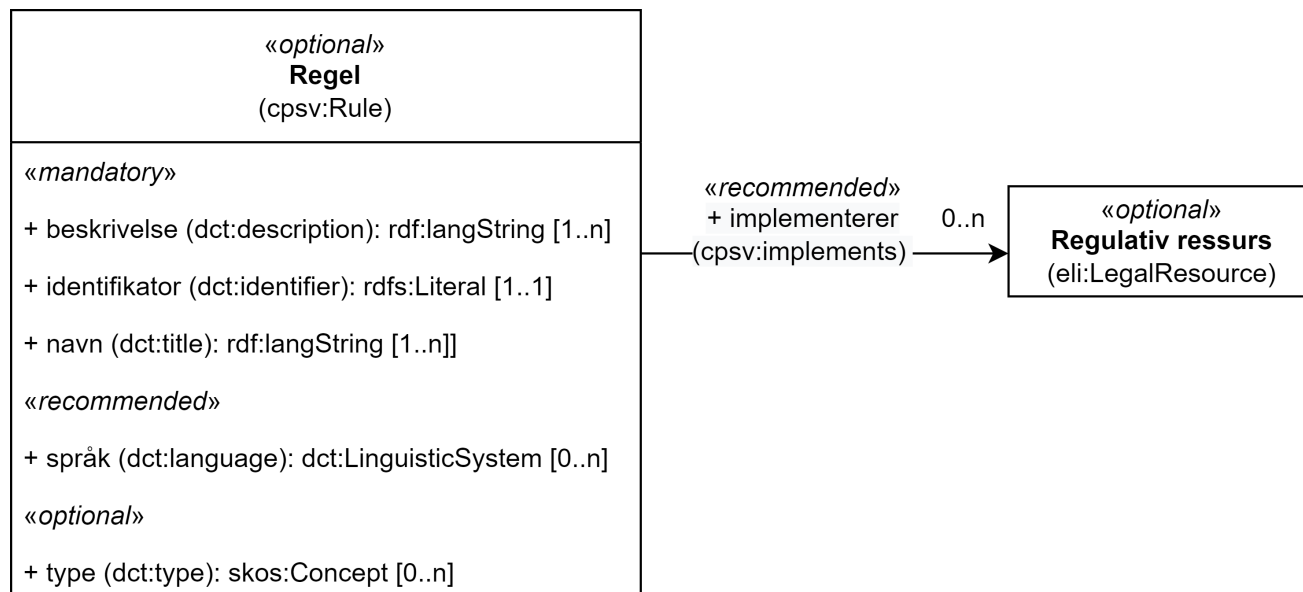 «optional»
Regel
(cpsv:Rule)
«mandatory»
+ beskrivelse (dct:description): rdf:langString [1..n]
+ identifikator (dct:identifier): rdfs:Literal [1..1]
+ navn (dct:title): rdf:langString [1..n]]
«recommended»
+ språk (dct:language): dct:LinguisticSystem [0..n]
«optional»
+ type (dct:type): skos:Concept [0..n]
«recommended»
+ implementerer 0..n
(cpsv:implements)
«optional»
Regulativ ressurs
(eli:LegalResource)